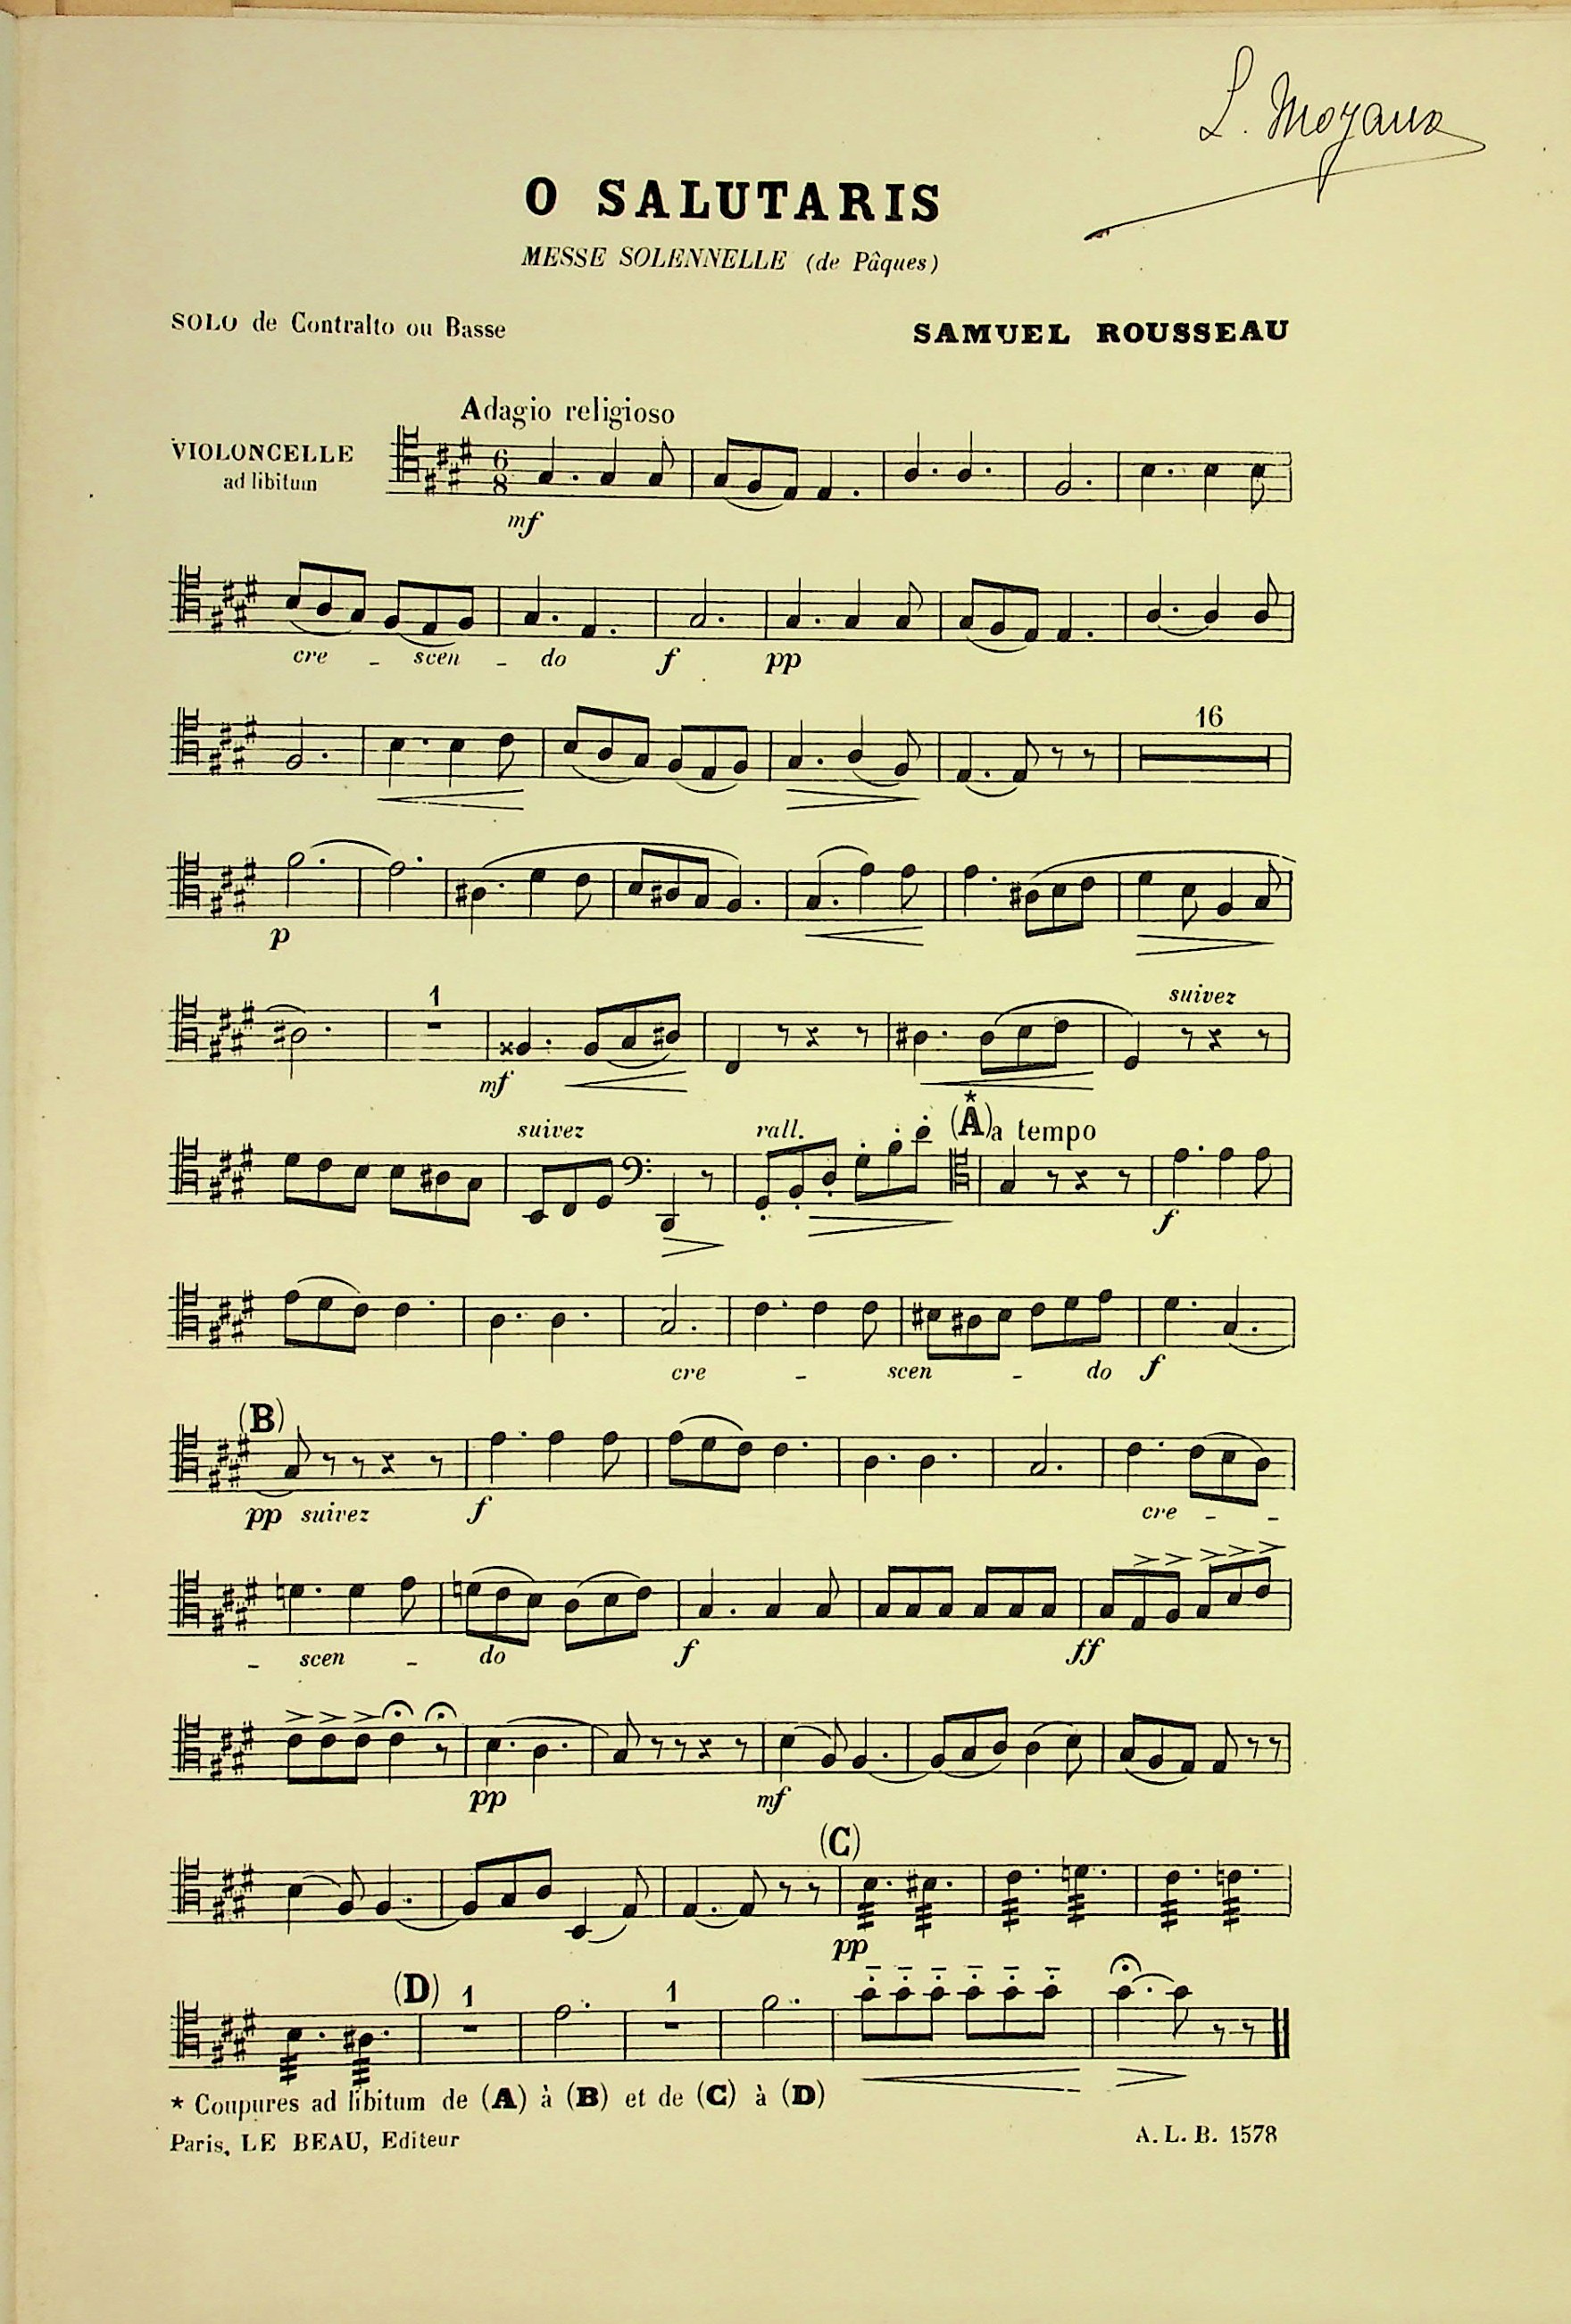 L. Moyaux
O SALUTARIS
MESSE SOLENNELLE (de Pâques)
SOLO de Contralto ou Basse
SAMUEL ROUSSEAU
Adagio religioso
VIOLONCELLE
ad libitum
6
8
mf
cre - scen - do f pp
16
p
1
suivez
mf
suivez rall. (A)* a tempo
f
cre - scen - do f
(B)
pp suivez f cre - -
- scen - do f ff
pp mf
(C)
pp
(D) 1 1
* Coupures ad libitum de (A) à (B) et de (C) à (D)
Paris, LE BEAU, Editeur
A. L. B. 1578